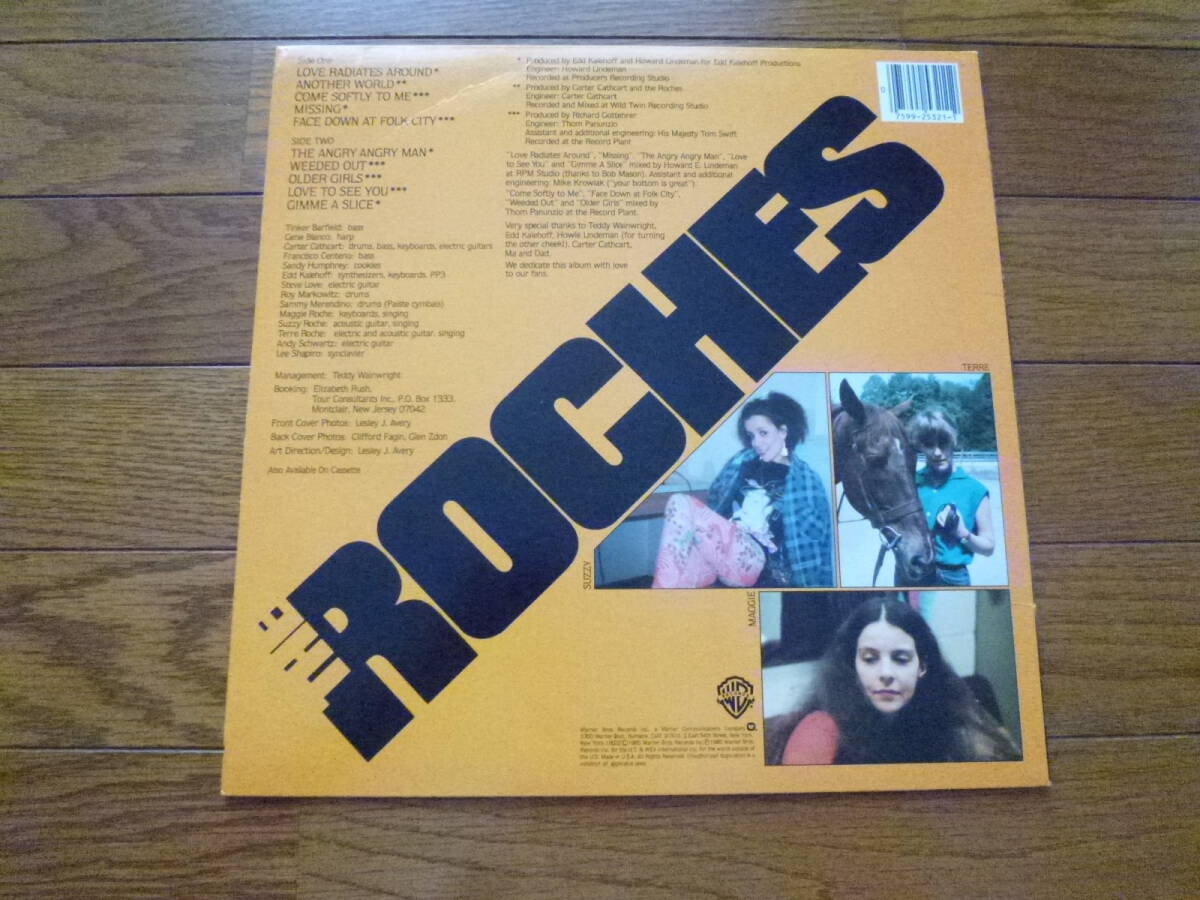 Side One
LOVE RADIATES AROUND*
ANOTHER WORLD**
COME SOFTLY TO ME***
MISSING*
FACE DOWN AT FOLK CITY***
SIDE TWO
THE ANGRY ANGRY MAN*
WEEDED OUT***
OLDER GIRLS***
LOVE TO SEE YOU***
GIMME A SLICE*
Tinker Barfield: bass
Gene Bianco: harp
Carter Cathcart: drums, bass, keyboards, electric guitars
Francisco Centeno: bass
Sandy Humphrey: cookies
Edd Kalehoff: synthesizers, keyboards, PP3
Steve Love: electric guitar
Roy Markowitz: drums
Sammy Merendino: drums (Paiste cymbals)
Maggie Roche: keyboards, singing
Suzzy Roche: acoustic guitar, singing
Terre Roche: electric and acoustic guitar, singing
Andy Schwartz: electric guitar
Lee Shapiro: synclavier
Management: Teddy Wainwright
Booking: Elizabeth Rush,
Tour Consultants Inc., P.O. Box 1333,
Montclair, New Jersey 07042
Front Cover Photos: Lesley J. Avery
Back Cover Photos: Clifford Fagin, Glen Zdon
Art Direction/Design: Lesley J. Avery
Also Available On Cassette
* Produced by Edd Kalehoff and Howard Lindeman for Edd Kalehoff Productions
Engineer: Howard Lindeman
Recorded at Producers Recording Studio
** Produced by Carter Cathcart and the Roches
Engineer: Carter Cathcart
Recorded and Mixed at Wild Twin Recording Studio
*** Produced by Richard Gottehrer
Engineer: Thom Panunzio
Assistant and additional engineering: His Majesty Tom Swift
Recorded at the Record Plant
"Love Radiates Around", "Missing", "The Angry Angry Man", "Love
to See You" and "Gimme A Slice" mixed by Howard E. Lindeman
at RPM Studio (thanks to Bob Mason). Assistant and additional
engineering: Mike Krowiak ("your bottom is great").
"Come Softly to Me", "Face Down at Folk City",
"Weeded Out" and "Older Girls" mixed by
Thom Panunzio at the Record Plant.
Very special thanks to Teddy Wainwright,
Edd Kalehoff, Howie Lindeman (for turning
the other cheek!), Carter Cathcart,
Ma and Dad.
We dedicate this album with love
to our fans.
0 7599-25321-1
THE ROCHES
TERRE
SUZZY
MAGGIE
WB
Warner Bros. Records Inc., a Warner Communications Company